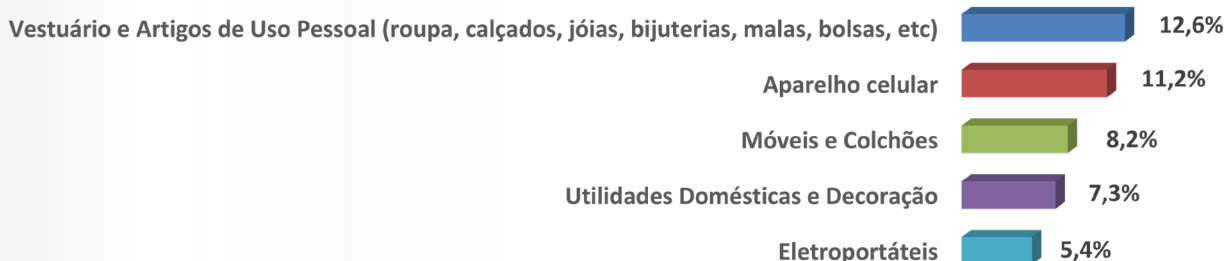 Vestuário e Artigos de Uso Pessoal (roupa, calçados, jóias, bijuterias, malas, bolsas, etc) 12,6%
Aparelho celular 11,2%
Móveis e Colchões 8,2%
Utilidades Domésticas e Decoração 7,3%
Eletroportáteis 5,4%